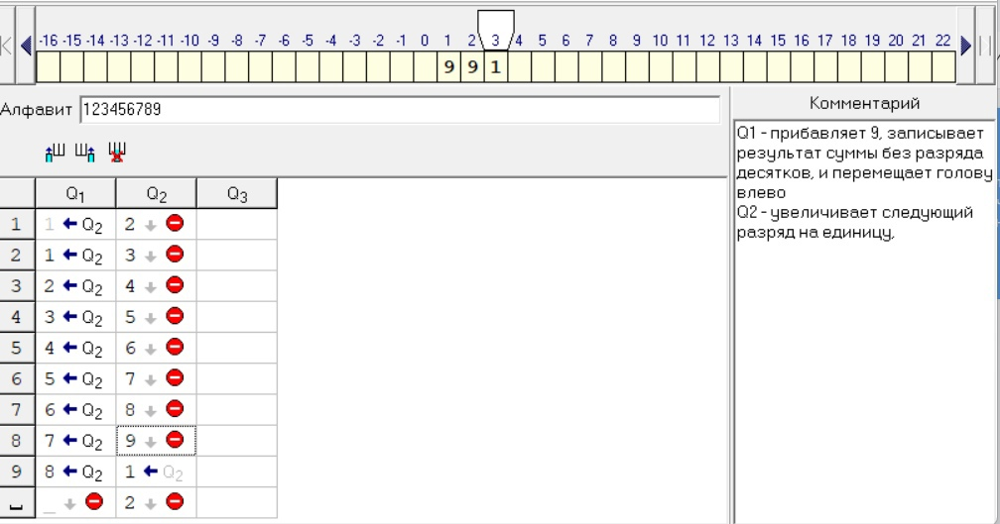 -16 -15 -14 -13 -12 -11 -10 -9 -8 -7 -6 -5 -4 -3 -2 -1 0 1 2 3 4 5 6 7 8 9 10 11 12 13 14 15 16 17 18 19 20 21 22
9 9 1
Алфавит 123456789
Комментарий
Q1 - прибавляет 9, записывает
результат суммы без разряда
десятков, и перемещает голову
влево
Q2 - увеличивает следующий
разряд на единицу,
Q1 Q2 Q3
1 1 Q2 2
2 1 Q2 3
3 2 Q2 4
4 3 Q2 5
5 4 Q2 6
6 5 Q2 7
7 6 Q2 8
8 7 Q2 9
9 8 Q2 1 Q2
_ 2